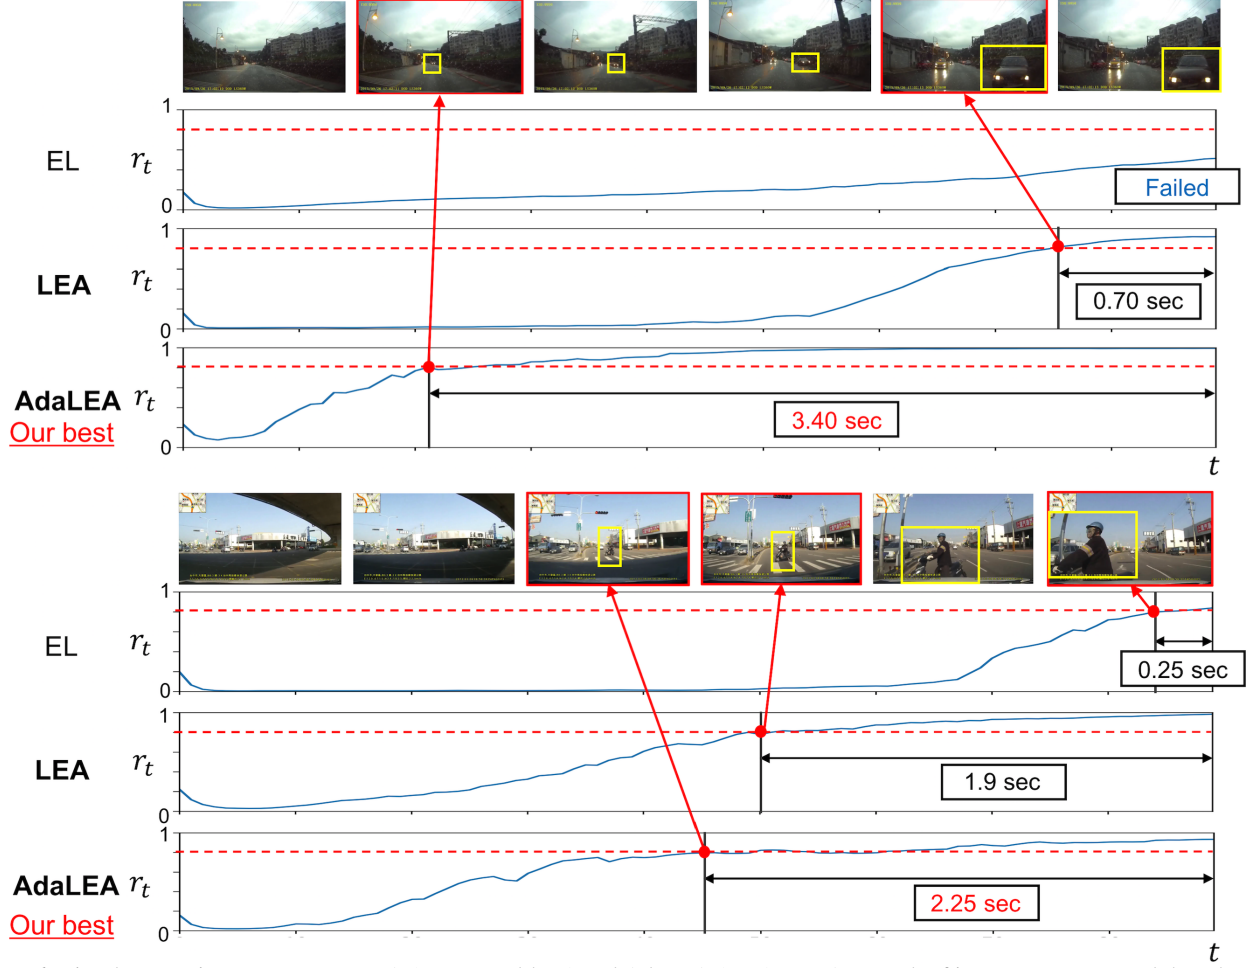 1
EL r_t
0
Failed
1
LEA r_t
0
0.70 sec
1
AdaLEA r_t
Our best
0
3.40 sec
t
1
EL r_t
0
0.25 sec
1
LEA r_t
0
1.9 sec
1
AdaLEA r_t
Our best
0
2.25 sec
t